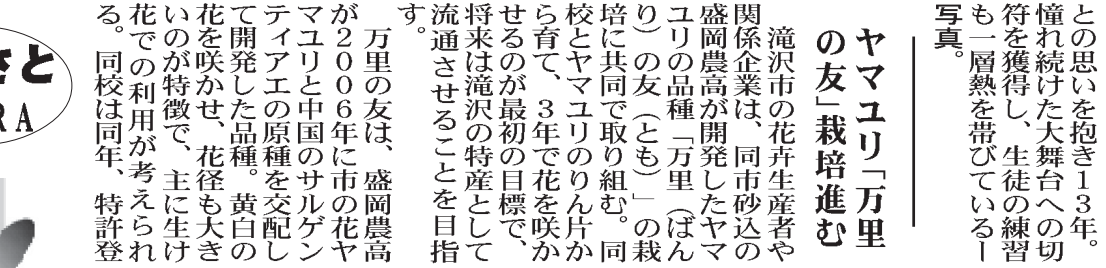 との思いを抱き13年。
憧れ続けた大舞台への切
符を獲得し、生徒の練習
も一層熱を帯びている＝
写真。
ヤマユリ「万里
の友」栽培進む
滝沢市の花卉生産者や
関係企業は、同市砂込の
盛岡農高が開発したヤマ
ユリの品種「万里（ばん
り）の友（とも）」の栽
培に共同で取り組む。同
校とヤマユリのりん片か
ら育て、3年で花を咲か
せるのが最初の目標で、
将来は滝沢の特産として
流通させることを目指
す。
万里の友は、盛岡農高
が2006年に市の花ヤ
マユリと中国のサルゲン
ティアエの原種を交配し
て開発した品種。黄白の
花を咲かせ、花径も大き
いのが特徴で、主に生け
花での利用が考えられ
る。同校は同年、特許登
さと
RA